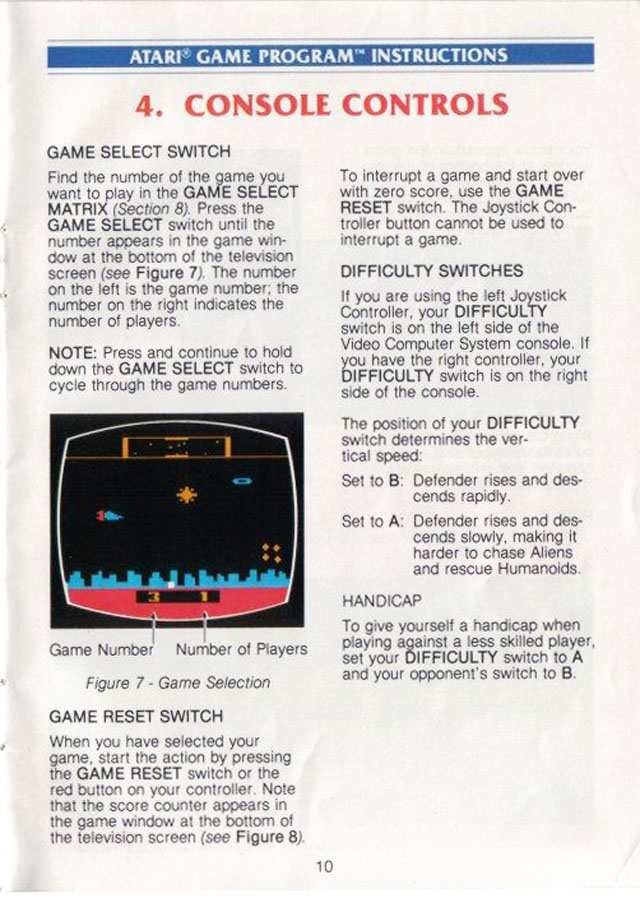 ATARI® GAME PROGRAM™ INSTRUCTIONS
4. CONSOLE CONTROLS
GAME SELECT SWITCH
Find the number of the game you
want to play in the GAME SELECT
MATRIX (Section 8). Press the
GAME SELECT switch until the
number appears in the game win-
dow at the bottom of the television
screen (see Figure 7). The number
on the left is the game number; the
number on the right indicates the
number of players.
NOTE: Press and continue to hold
down the GAME SELECT switch to
cycle through the game numbers.
3 1
Game Number Number of Players
Figure 7 - Game Selection
GAME RESET SWITCH
When you have selected your
game, start the action by pressing
the GAME RESET switch or the
red button on your controller. Note
that the score counter appears in
the game window at the bottom of
the television screen (see Figure 8).
To interrupt a game and start over
with zero score, use the GAME
RESET switch. The Joystick Con-
troller button cannot be used to
interrupt a game.
DIFFICULTY SWITCHES
If you are using the left Joystick
Controller, your DIFFICULTY
switch is on the left side of the
Video Computer System console. If
you have the right controller, your
DIFFICULTY switch is on the right
side of the console.
The position of your DIFFICULTY
switch determines the ver-
tical speed:
Set to B: Defender rises and des-
cends rapidly.
Set to A: Defender rises and des-
cends slowly, making it
harder to chase Aliens
and rescue Humanoids.
HANDICAP
To give yourself a handicap when
playing against a less skilled player,
set your DIFFICULTY switch to A
and your opponent's switch to B.
10